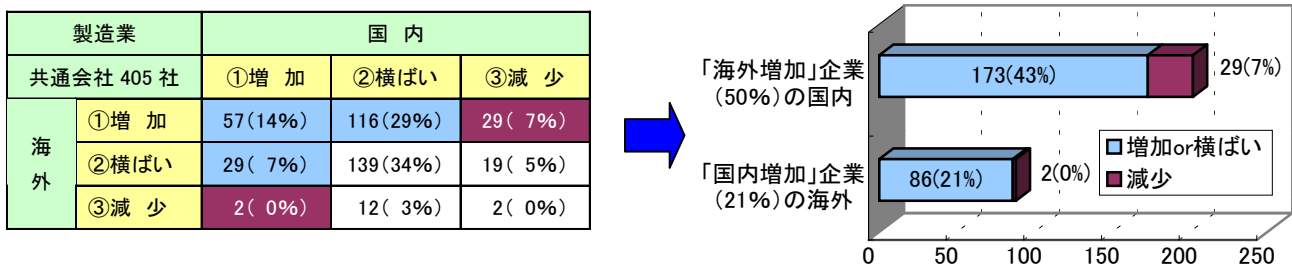 製造業 国 内
共通会社 405 社 ①増 加 ②横ばい ③減 少
海外 ①増 加 57(14%) 116(29%) 29( 7%)
②横ばい 29( 7%) 139(34%) 19( 5%)
③減 少 2( 0%) 12( 3%) 2( 0%)
「海外増加」企業
(50%)の国内
173(43%) 29(7%)
「国内増加」企業
(21%)の海外
86(21%) 2(0%)
増加or横ばい
減少
0 50 100 150 200 250